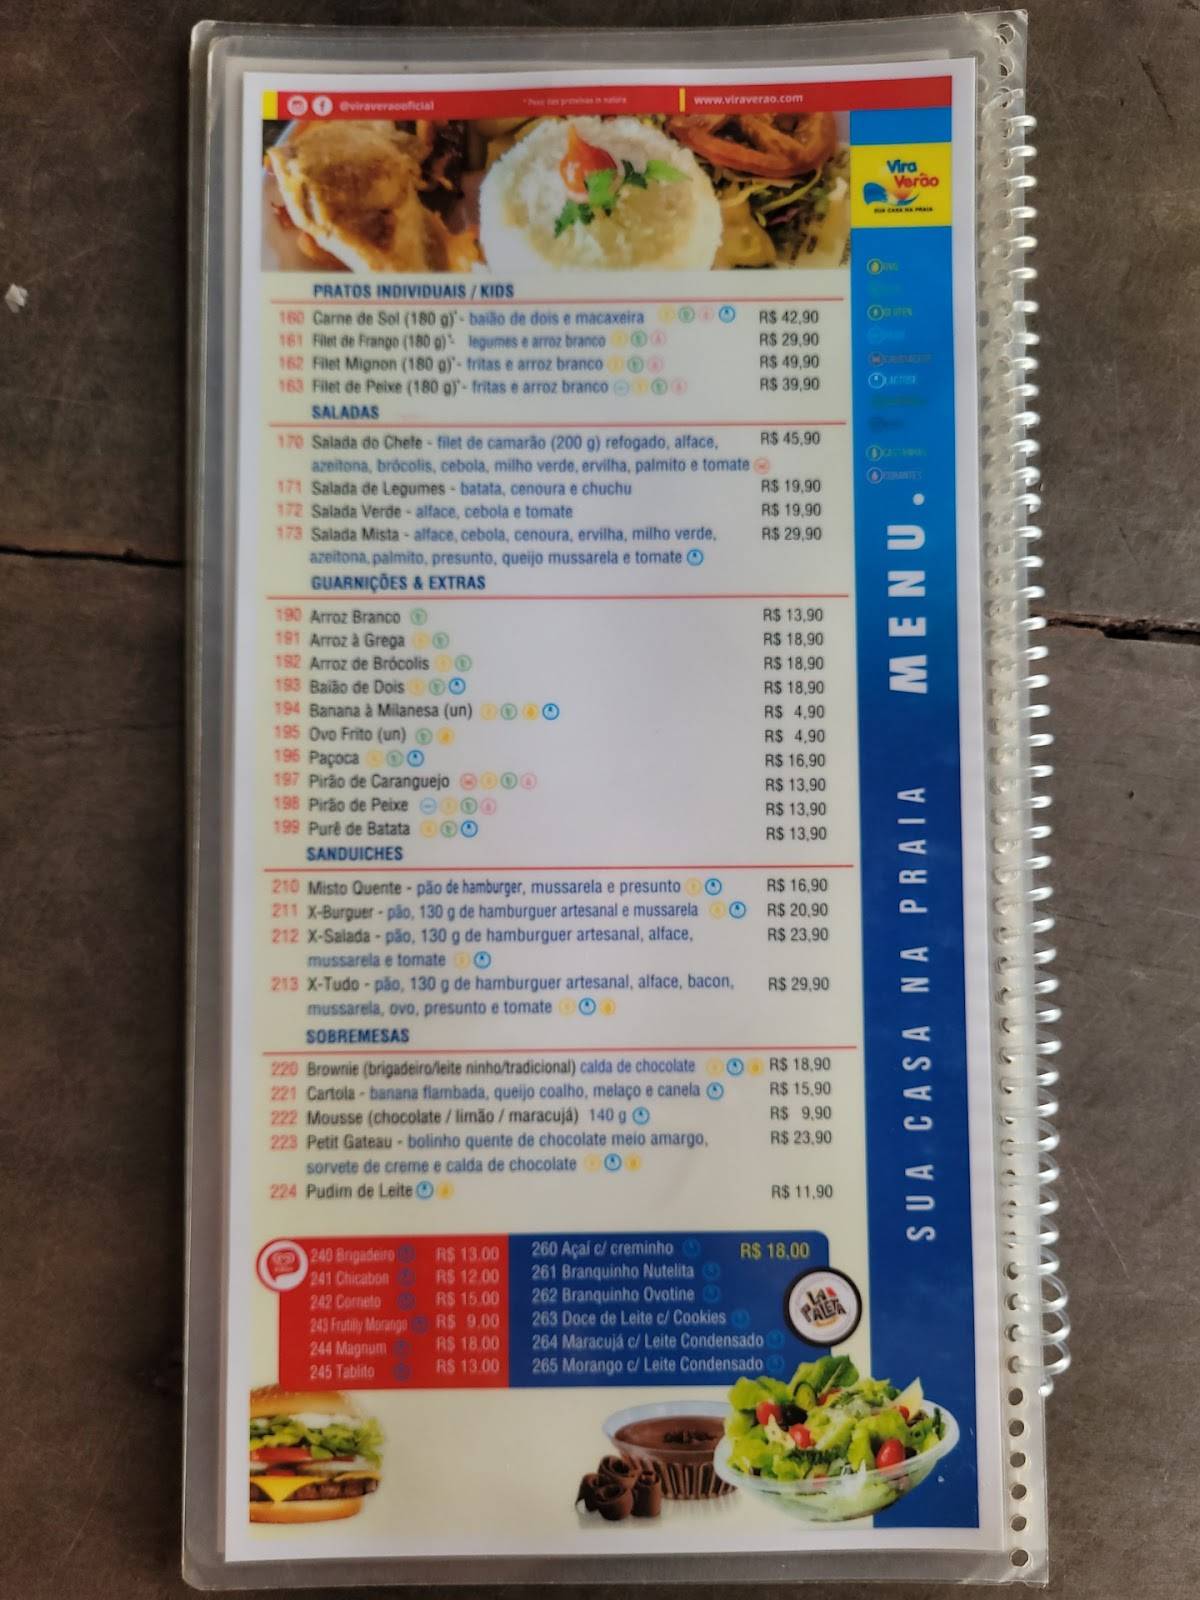 @viraveraooficial
* Peso das proteínas in natura
www.viraverao.com
Vira
Verão
SUA CASA NA PRAIA
PRATOS INDIVIDUAIS / KIDS
160 Carne de Sol (180 g)* - baião de dois e macaxeira R$ 42,90
161 Filet de Frango (180 g)* - legumes e arroz branco R$ 29,90
162 Filet Mignon (180 g)* - fritas e arroz branco R$ 49,90
163 Filet de Peixe (180 g)* - fritas e arroz branco R$ 39,90
SALADAS
170 Salada do Chefe - filet de camarão (200 g) refogado, alface, R$ 45,90
azeitona, brócolis, cebola, milho verde, ervilha, palmito e tomate
171 Salada de Legumes - batata, cenoura e chuchu R$ 19,90
172 Salada Verde - alface, cebola e tomate R$ 19,90
173 Salada Mista - alface, cebola, cenoura, ervilha, milho verde, R$ 29,90
azeitona, palmito, presunto, queijo mussarela e tomate
GUARNIÇÕES & EXTRAS
190 Arroz Branco R$ 13,90
191 Arroz à Grega R$ 18,90
192 Arroz de Brócolis R$ 18,90
193 Baião de Dois R$ 18,90
194 Banana à Milanesa (un) R$ 4,90
195 Ovo Frito (un) R$ 4,90
196 Paçoca R$ 16,90
197 Pirão de Caranguejo R$ 13,90
198 Pirão de Peixe R$ 13,90
199 Purê de Batata R$ 13,90
SANDUICHES
210 Misto Quente - pão de hamburger, mussarela e presunto R$ 16,90
211 X-Burguer - pão, 130 g de hamburguer artesanal e mussarela R$ 20,90
212 X-Salada - pão, 130 g de hamburguer artesanal, alface, R$ 23,90
mussarela e tomate
213 X-Tudo - pão, 130 g de hamburguer artesanal, alface, bacon, R$ 29,90
mussarela, ovo, presunto e tomate
SOBREMESAS
220 Brownie (brigadeiro/leite ninho/tradicional) calda de chocolate R$ 18,90
221 Cartola - banana flambada, queijo coalho, melaço e canela R$ 15,90
222 Mousse (chocolate / limão / maracujá) 140 g R$ 9,90
223 Petit Gateau - bolinho quente de chocolate meio amargo, R$ 23,90
sorvete de creme e calda de chocolate
224 Pudim de Leite R$ 11,90
240 Brigadeiro R$ 13.00
241 Chicabon R$ 12.00
242 Corneto R$ 15.00
243 Frutilly Morango R$ 9.00
244 Magnum R$ 18.00
245 Tablito R$ 13.00
260 Açaí c/ creminho R$ 18,00
261 Branquinho Nutelita
262 Branquinho Ovotine
263 Doce de Leite c/ Cookies
264 Maracujá c/ Leite Condensado
265 Morango c/ Leite Condensado
LA
PALETA
GLUTEN
LACTOSE
CASTANHAS
CORANTES
MENU.
SUA CASA NA PRAIA